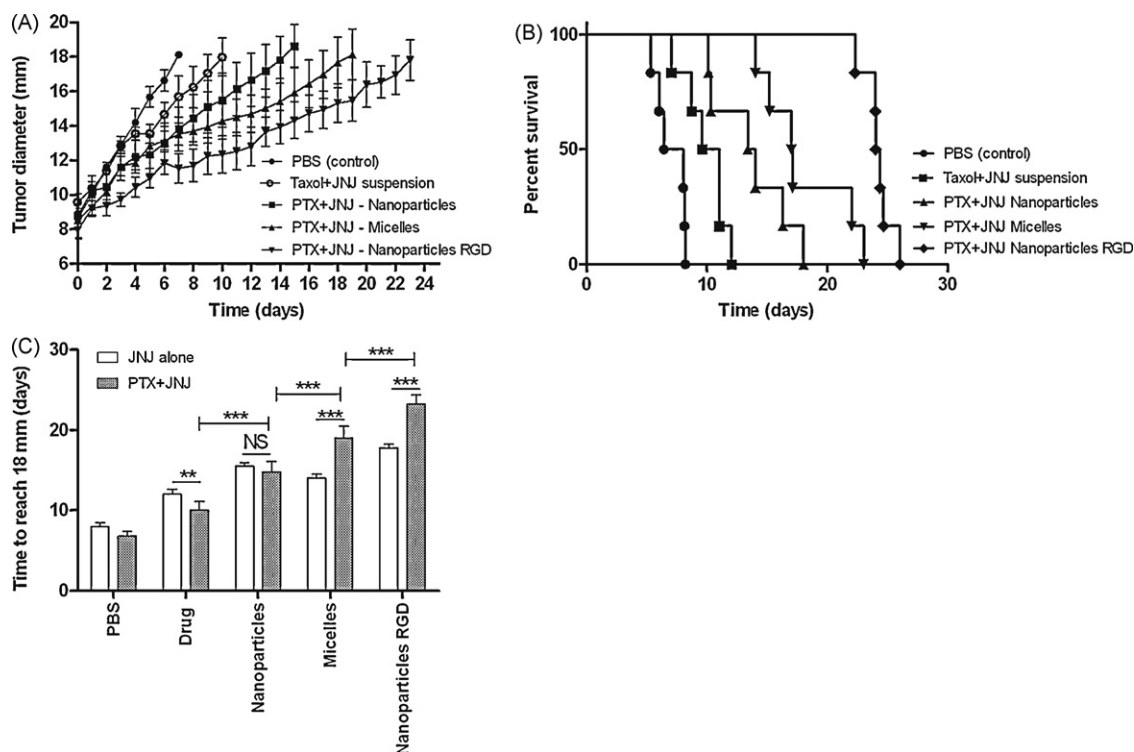 (A)
20
18
16
14
12
10
8
6
Tumor diameter (mm)
0 2 4 6 8 10 12 14 16 18 20 22 24
Time (days)
PBS (control)
Taxol+JNJ suspension
PTX+JNJ – Nanoparticles
PTX+JNJ – Micelles
PTX+JNJ – Nanoparticles RGD
(B)
100
50
0
Percent survival
0 10 20 30
Time (days)
PBS (control)
Taxol+JNJ suspension
PTX+JNJ Nanoparticles
PTX+JNJ Micelles
PTX+JNJ Nanoparticles RGD
(C)
30
20
10
0
Time to reach 18 mm (days)
JNJ alone
PTX+JNJ
**
***
NS
***
***
***
***
PBS
Drug
Nanoparticles
Micelles
Nanoparticles RGD